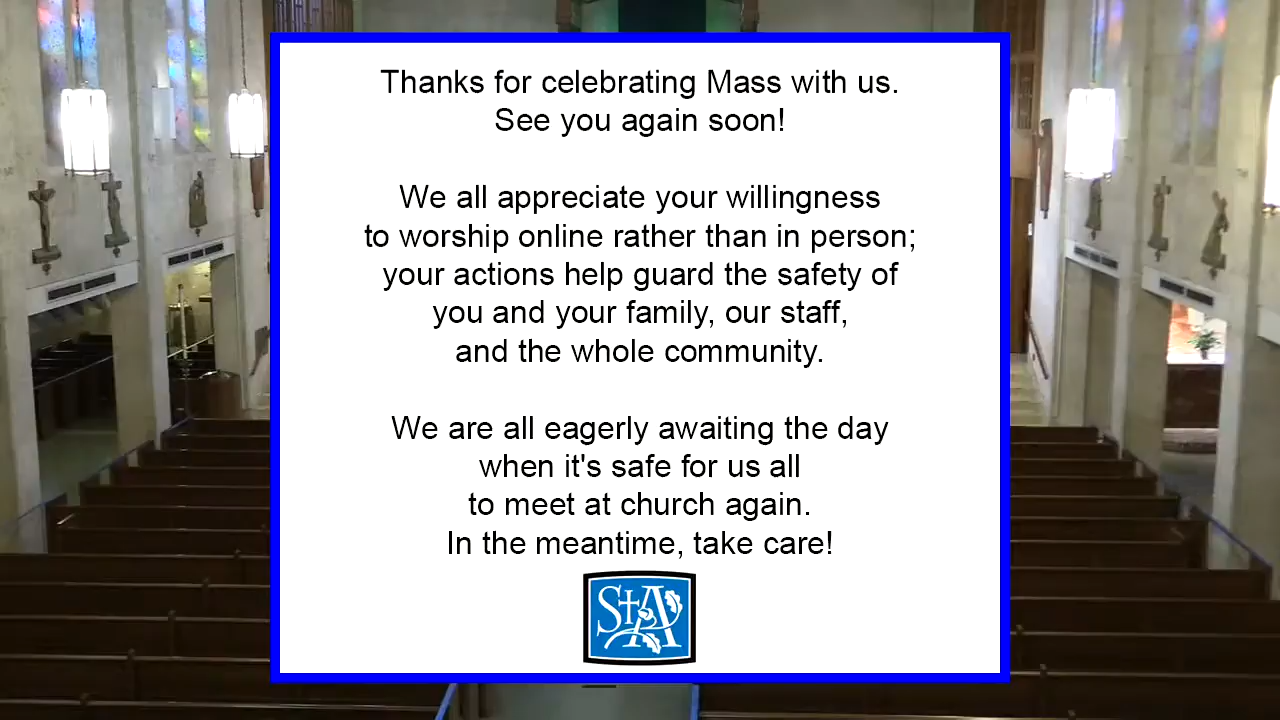 Thanks for celebrating Mass with us.
See you again soon!
We all appreciate your willingness
to worship online rather than in person;
your actions help guard the safety of
you and your family, our staff,
and the whole community.
We are all eagerly awaiting the day
when it's safe for us all
to meet at church again.
In the meantime, take care!
StA